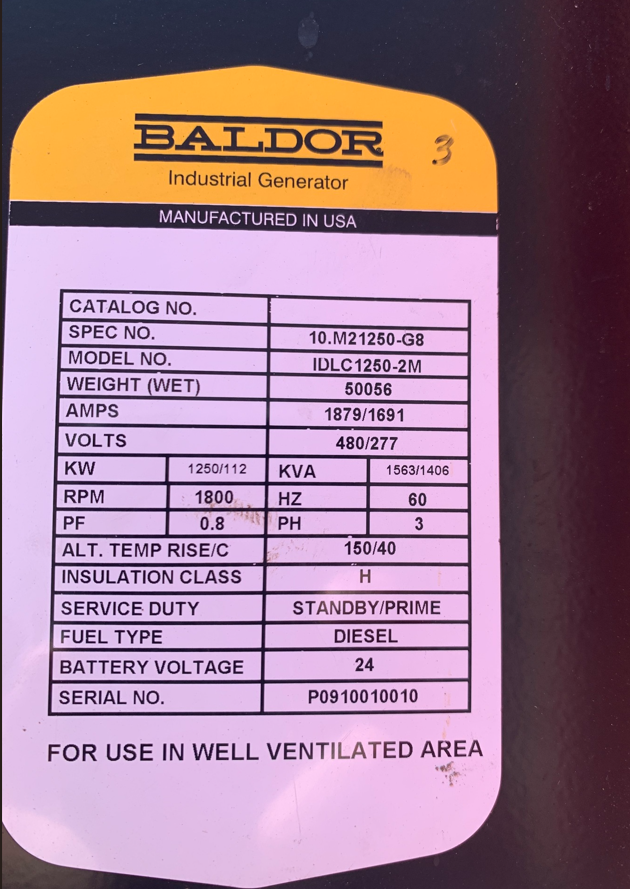 BALDOR
3
Industrial Generator
MANUFACTURED IN USA
CATALOG NO.
SPEC NO. 10.M21250-G8
MODEL NO. IDLC1250-2M
WEIGHT (WET) 50056
AMPS 1879/1691
VOLTS 480/277
KW 1250/112 KVA 1563/1406
RPM 1800 HZ 60
PF 0.8 PH 3
ALT. TEMP RISE/C 150/40
INSULATION CLASS H
SERVICE DUTY STANDBY/PRIME
FUEL TYPE DIESEL
BATTERY VOLTAGE 24
SERIAL NO. P0910010010
FOR USE IN WELL VENTILATED AREA